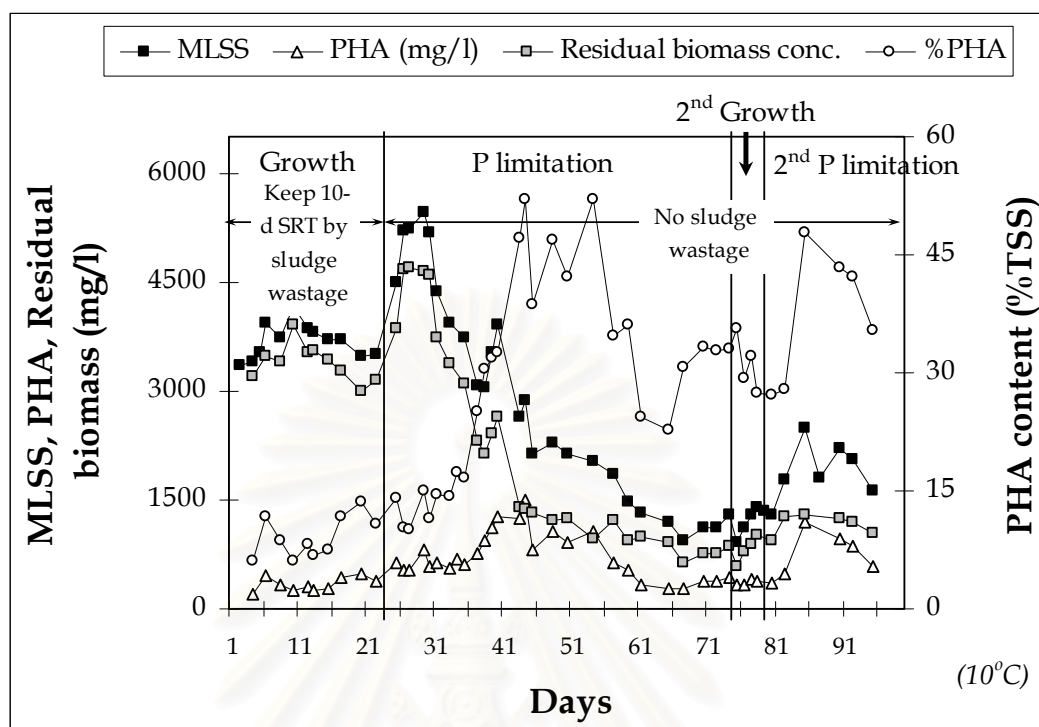 MLSS PHA (mg/l) Residual biomass conc. %PHA
2nd Growth
Growth
Keep 10-
d SRT by
sludge
wastage
P limitation
2nd P limitation
No sludge
wastage
MLSS, PHA, Residual
biomass (mg/l)
6000
4500
3000
1500
0
60
45
30
15
0
PHA content (%TSS)
1 11 21 31 41 51 61 71 81 91
Days
(10°C)